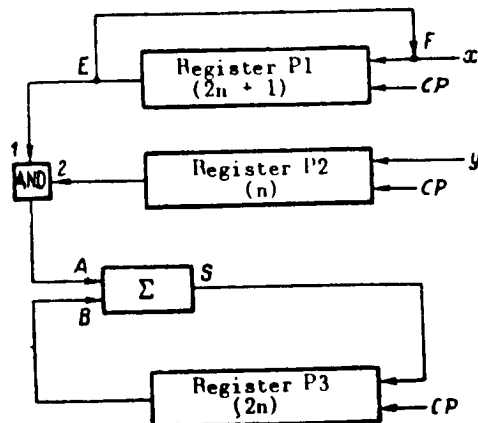 F
E
Register P1
(2n + 1)
x
CP
1
AND
2
Register P2
(n)
y
CP
A
Σ
S
B
Register P3
(2n)
CP